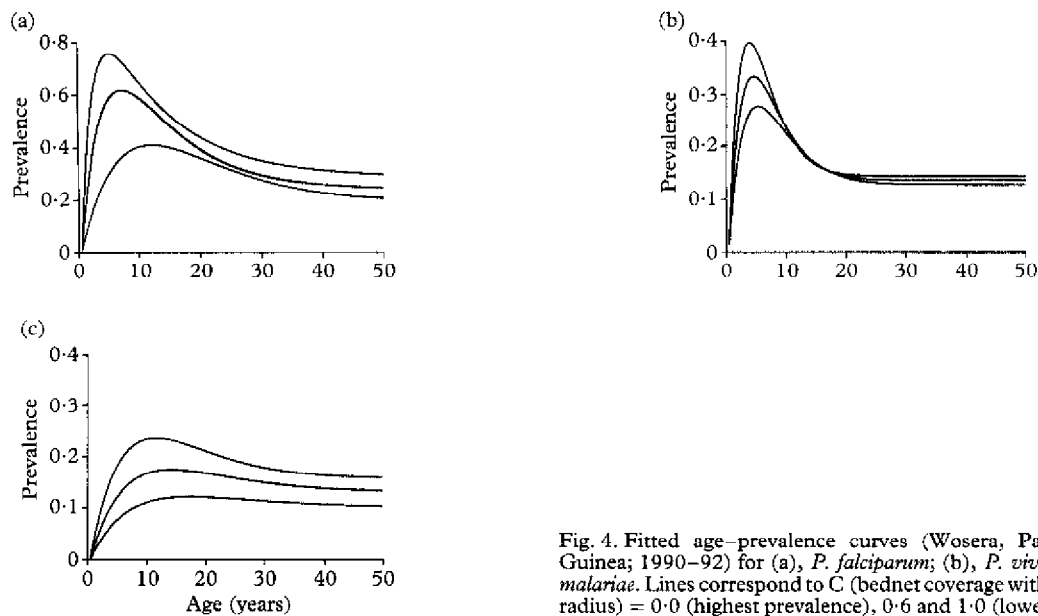 (a)
0·8
0·6
0·4
0·2
0
Prevalence
0 10 20 30 40 50
(b)
0·4
0·3
0·2
0·1
0
Prevalence
0 10 20 30 40 50
(c)
0·4
0·3
0·2
0·1
0
Prevalence
0 10 20 30 40 50
Age (years)
Fig. 4. Fitted age–prevalence curves (Wosera, Pa
Guinea; 1990–92) for (a), P. falciparum; (b), P. viv
malariae. Lines correspond to C (bednet coverage with
radius) = 0·0 (highest prevalence), 0·6 and 1·0 (lowe